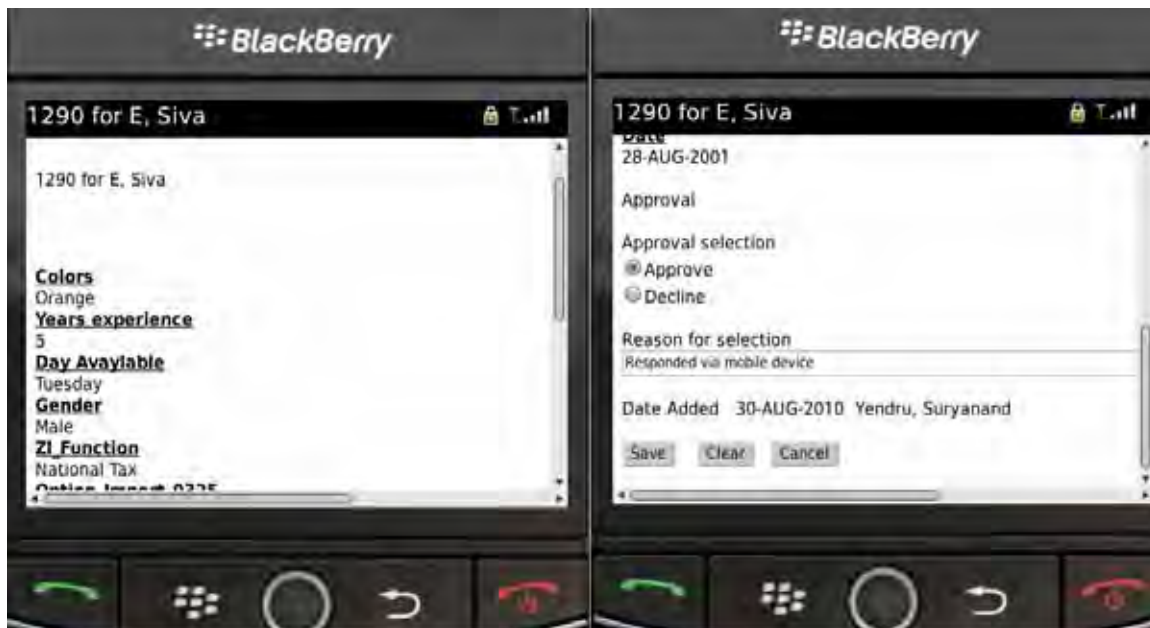 BlackBerry
1290 for E, Siva
1290 for E, Siva
Colors
Orange
Years experience
5
Day Avaylable
Tuesday
Gender
Male
ZI_Function
National Tax
Option_Import_0325
BlackBerry
1290 for E, Siva
Date
28-AUG-2001
Approval
Approval selection
Approve
Decline
Reason for selection
Responded via mobile device
Date Added 30-AUG-2010 Yendru, Suryanand
Save Clear Cancel